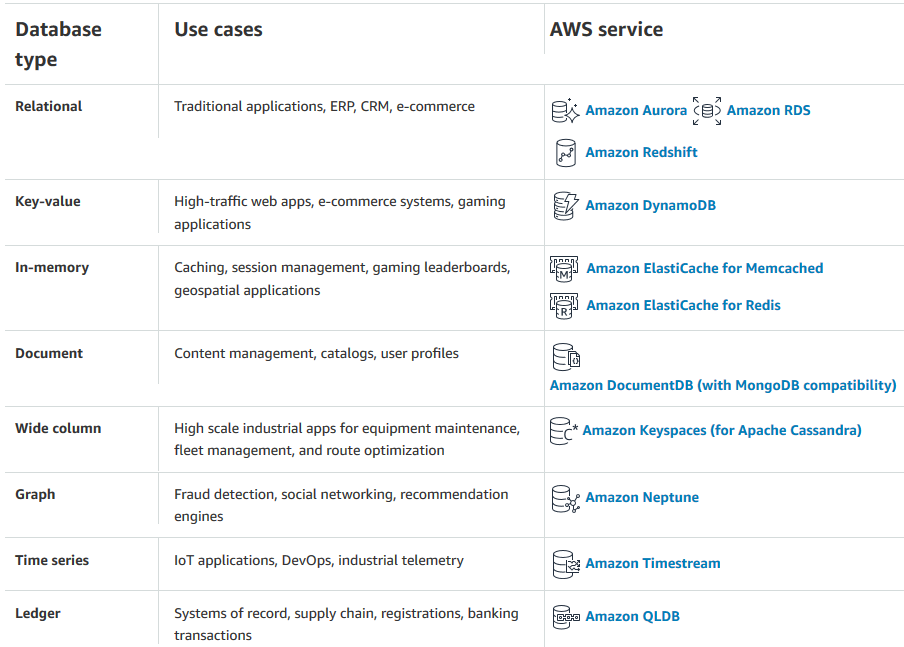 Database
type
Use cases
AWS service
Relational
Traditional applications, ERP, CRM, e-commerce
Amazon Aurora
Amazon RDS
Amazon Redshift
Key-value
High-traffic web apps, e-commerce systems, gaming
applications
Amazon DynamoDB
In-memory
Caching, session management, gaming leaderboards,
geospatial applications
M
Amazon ElastiCache for Memcached
R
Amazon ElastiCache for Redis
Document
Content management, catalogs, user profiles
Amazon DocumentDB (with MongoDB compatibility)
Wide column
High scale industrial apps for equipment maintenance,
fleet management, and route optimization
C*
Amazon Keyspaces (for Apache Cassandra)
Graph
Fraud detection, social networking, recommendation
engines
Amazon Neptune
Time series
IoT applications, DevOps, industrial telemetry
Amazon Timestream
Ledger
Systems of record, supply chain, registrations, banking
transactions
Amazon QLDB